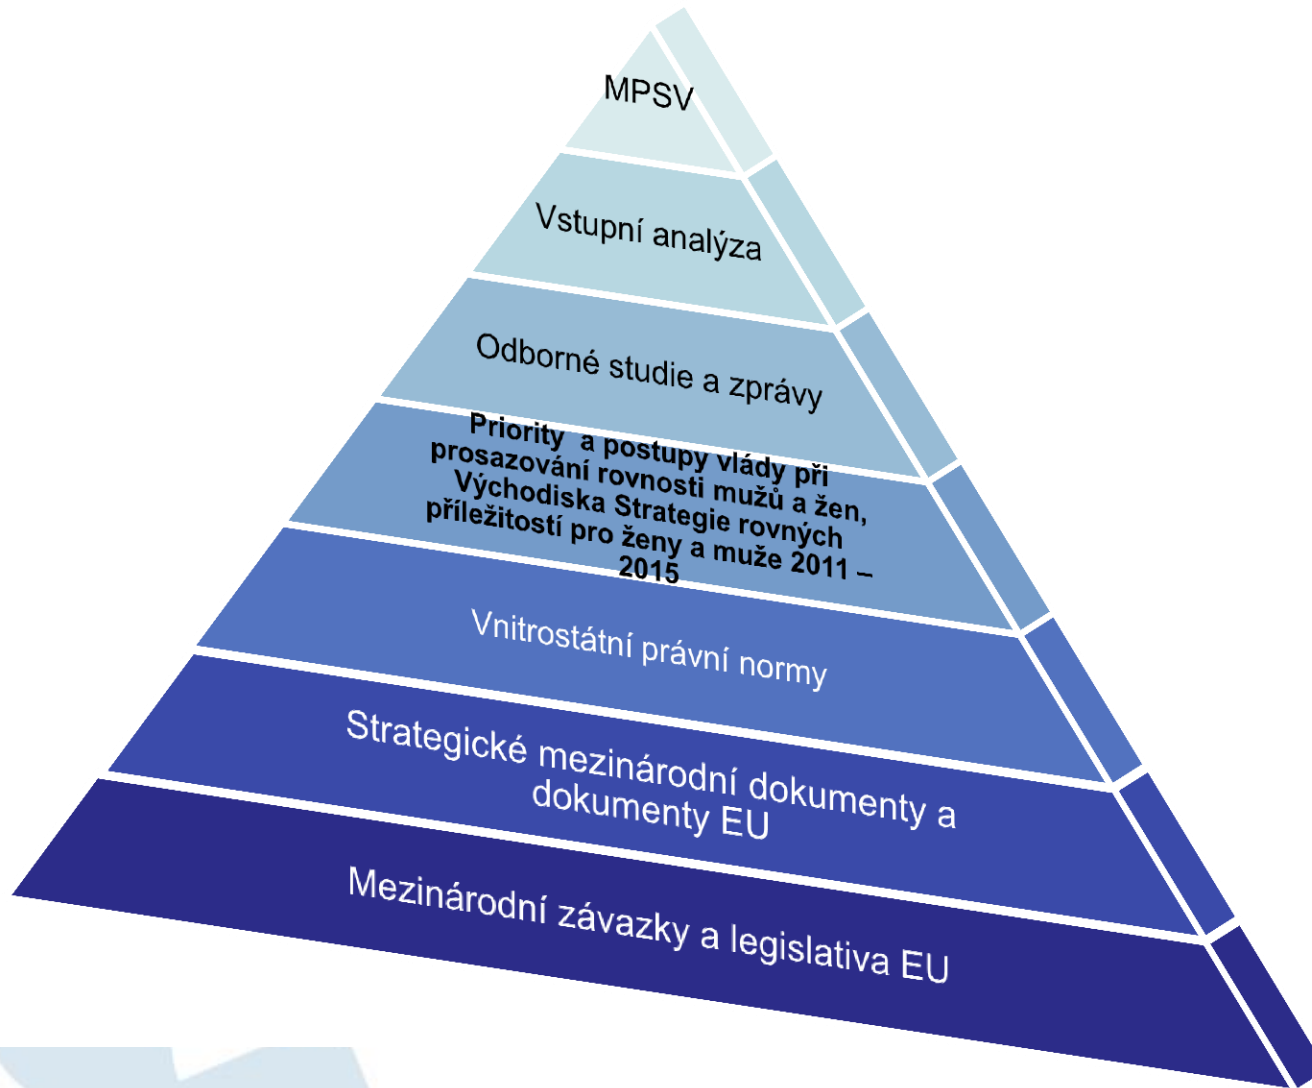 MPSV
Vstupní analýza
Odborné studie a zprávy
Priority  a postupy vlády při
prosazování rovnosti mužů a žen,
Východiska Strategie rovných
příležitostí pro ženy a muže 2011 –
2015
Vnitrostátní právní normy
Strategické mezinárodní dokumenty a
dokumenty EU
Mezinárodní závazky a legislativa EU